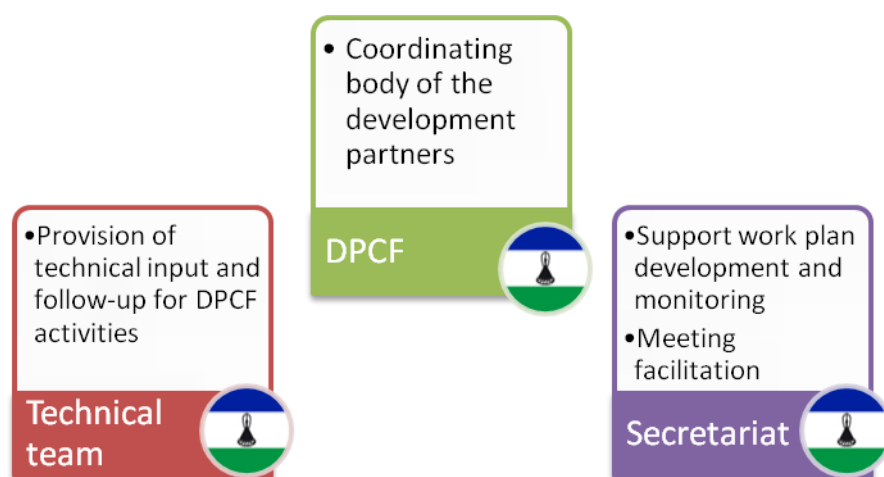 • Coordinating
body of the
development
partners
DPCF
•Provision of
technical input and
follow-up for DPCF
activities
Technical
team
•Support work plan
development and
monitoring
•Meeting
facilitation
Secretariat